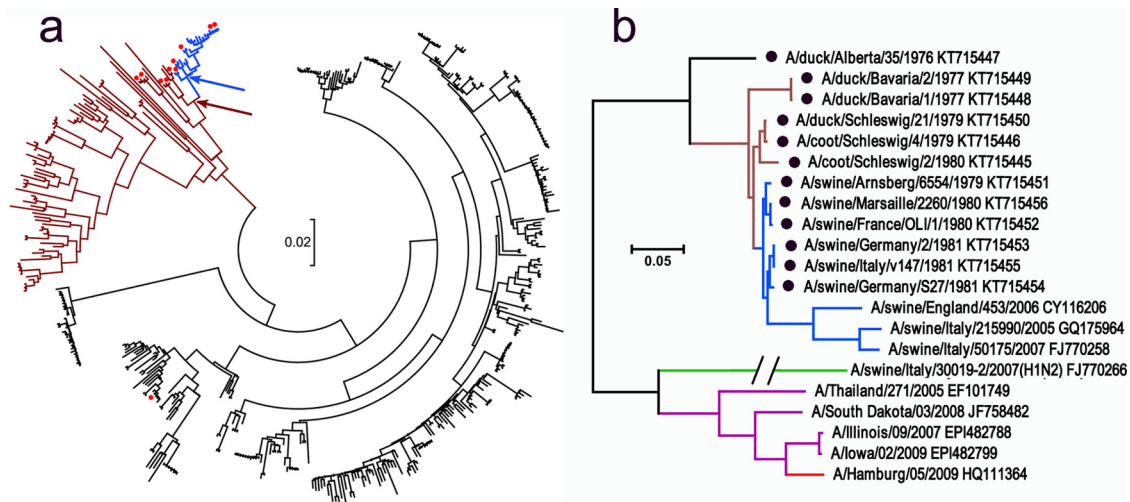 a
0.02
b
A/duck/Alberta/35/1976 KT715447
A/duck/Bavaria/2/1977 KT715449
A/duck/Bavaria/1/1977 KT715448
A/duck/Schleswig/21/1979 KT715450
A/coot/Schleswig/4/1979 KT715446
A/coot/Schleswig/2/1980 KT715445
A/swine/Arnsberg/6554/1979 KT715451
A/swine/Marsaille/2260/1980 KT715456
A/swine/France/OLI/1/1980 KT715452
A/swine/Germany/2/1981 KT715453
A/swine/Italy/v147/1981 KT715455
A/swine/Germany/S27/1981 KT715454
0.05
A/swine/England/453/2006 CY116206
A/swine/Italy/215990/2005 GQ175964
A/swine/Italy/50175/2007 FJ770258
A/swine/Italy/30019-2/2007(H1N2) FJ770266
A/Thailand/271/2005 EF101749
A/South Dakota/03/2008 JF758482
A/Illinois/09/2007 EPI482788
A/Iowa/02/2009 EPI482799
A/Hamburg/05/2009 HQ111364